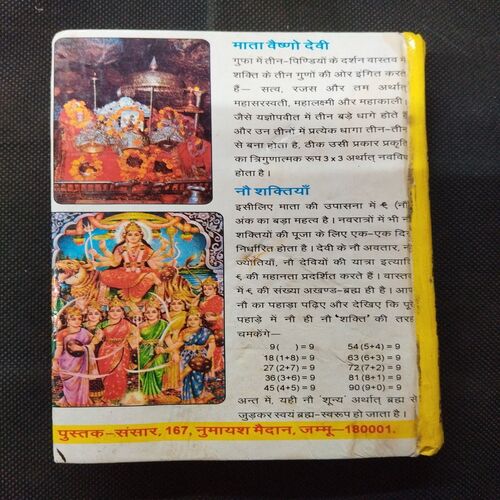 माता वैष्णो देवी
गुफा में तीन-पिण्डियों के दर्शन वास्तव में
शक्ति के तीन गुणों की ओर इंगित करते
हैं— सत्व, रजस और तम अर्थात्
महासरस्वती, महालक्ष्मी और महाकाली।
जैसे यज्ञोपवीत में तीन बड़े धागे होते हैं
और उन तीनों में प्रत्येक धागा तीन-तीन
से बना होता है, ठीक उसी प्रकार प्रकृति
का त्रिगुणात्मक रूप 3 x 3 अर्थात् नवविध
होता है।
नौ शक्तियाँ
इसीलिए माता की उपासना में ९ (नौ)
अंक का बड़ा महत्व है। नवरात्रों में भी नौ
शक्तियों की पूजा के लिए एक-एक दिन
निर्धारित होता है। देवी के नौ अवतार, नौ
ज्योतियाँ, नौ देवियों की यात्रा इत्यादि
९ की महानता प्रदर्शित करते हैं। वास्तव
में ९ की संख्या अखण्ड-ब्रह्म ही है। आप
नौ का पहाड़ा पढ़िए और देखिए कि पूरे
पहाड़े में नौ ही नौ 'शक्ति' की तरह
चमकेंगे—
9 ( ) = 9 54 (5+4) = 9
18 (1+8) = 9 63 (6+3) = 9
27 (2+7) = 9 72 (7+2) = 9
36 (3+6) = 9 81 (8+1) = 9
45 (4+5) = 9 90 (9+0) = 9
अन्त में, यही नौ 'शून्य' अर्थात् ब्रह्म से
जुड़कर स्वयं ब्रह्म-स्वरूप हो जाता है।
पुस्तक-संसार, 167, नुमायश मैदान, जम्मू—180001.